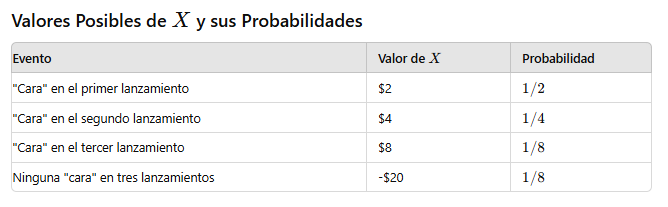 Valores Posibles de X y sus Probabilidades
Evento Valor de X Probabilidad
"Cara" en el primer lanzamiento $2 1/2
"Cara" en el segundo lanzamiento $4 1/4
"Cara" en el tercer lanzamiento $8 1/8
Ninguna "cara" en tres lanzamientos -$20 1/8